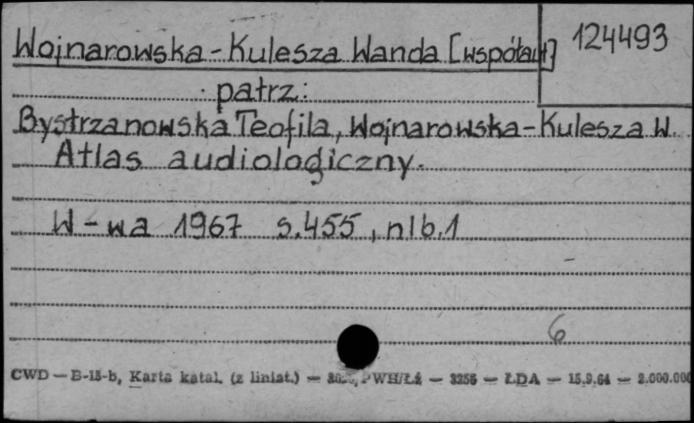 Wojnarowska-Kulesza Wanda [współaut] 124493
patrz:
Bystrzanowska Teofila, Wojnarowska-Kulesza W.
Atlas audiologiczny.
W-wa 1967 s.455, nlb.1
6
CWD — B-15-b, Karta katal. (z liniat.) — PWH/Łź — 3256 — ŁDA — 15.9.64 — 2.000.000